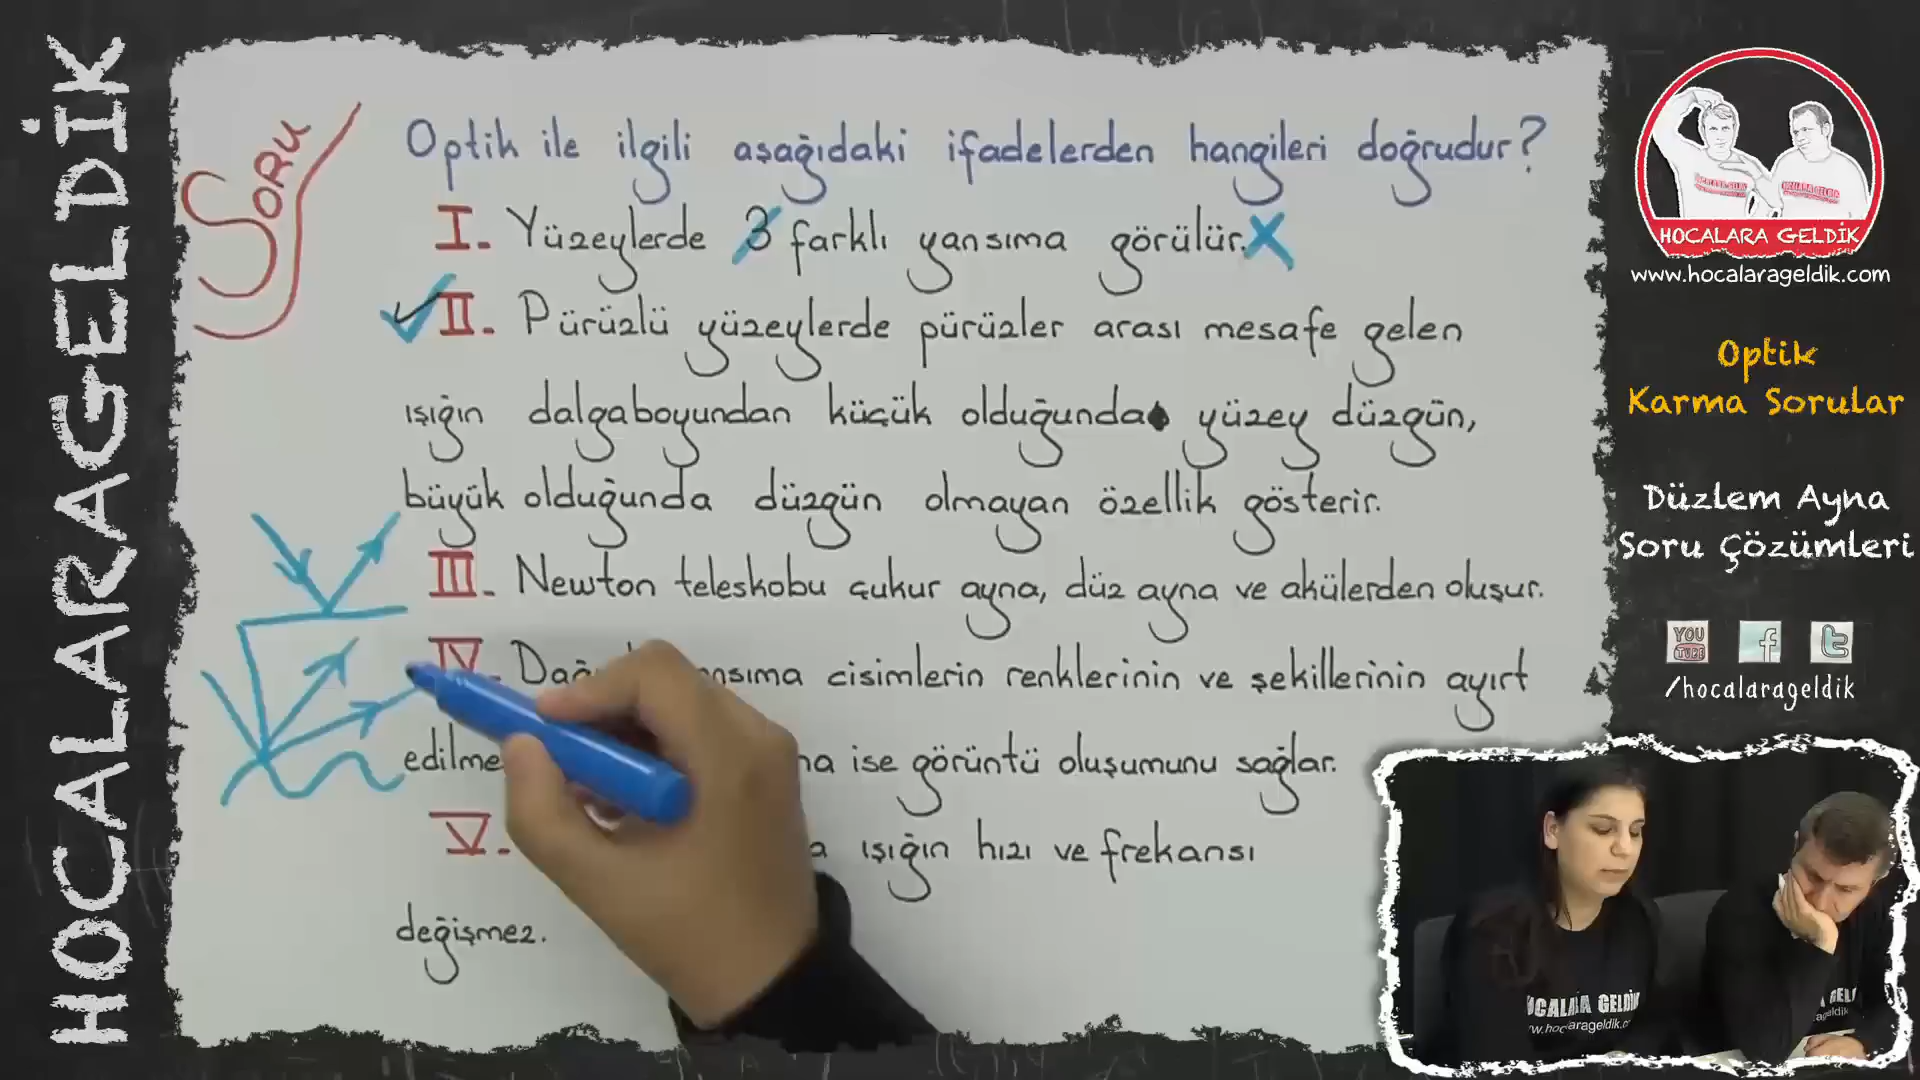 HOCALARAGELDİK
SORU
Optik ile ilgili aşağıdaki ifadelerden hangileri doğrudur?
I. Yüzeylerde 3 farklı yansıma görülür.
II. Pürüzlü yüzeylerde pürüzler arası mesafe gelen
ışığın dalgaboyundan küçük olduğunda yüzey düzgün,
büyük olduğunda düzgün olmayan özellik gösterir.
III. Newton teleskobu çukur ayna, düz ayna ve akülerden oluşur.
IV. cisimlerin renklerinin ve şekillerinin ayırt
ise görüntü oluşumunu sağlar.
V. ışığın hızı ve frekansı
değişmez.
HOCALARA GELDİK
www.hocalarageldik.com
Optik
Karma Sorular
Düzlem Ayna
Soru Çözümleri
YOU TUBE f t
/hocalarageldik
HOCALARA GELDİK